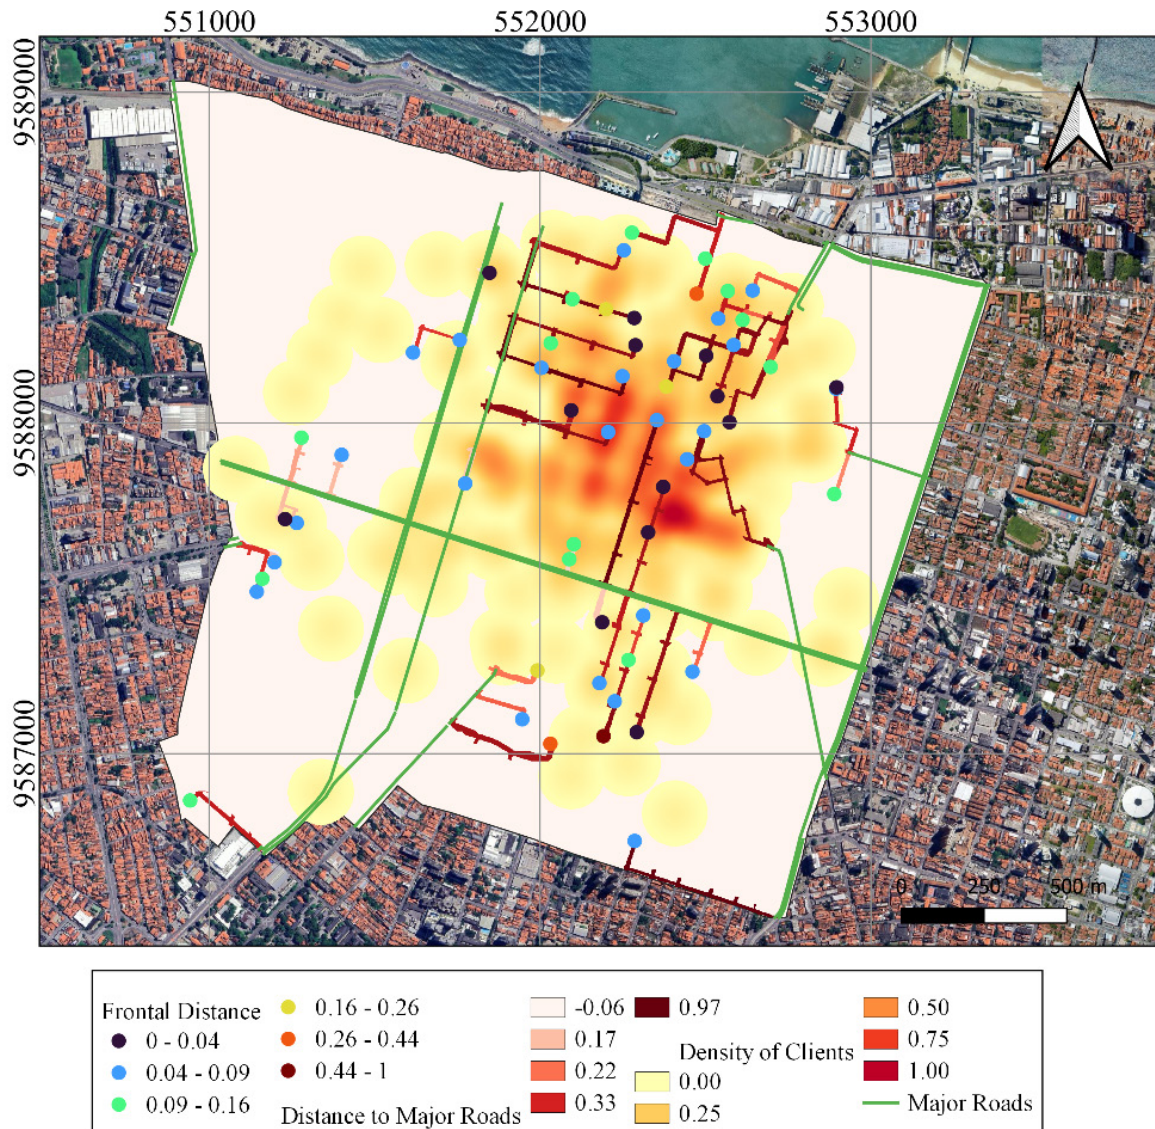 551000 552000 553000
9589000
9588000
9587000
0 250 500 m
Frontal Distance
0 - 0.04
0.04 - 0.09
0.09 - 0.16
0.16 - 0.26
0.26 - 0.44
0.44 - 1
Distance to Major Roads
-0.06
0.17
0.22
0.33
0.97
Density of Clients
0.00
0.25
0.50
0.75
1.00
Major Roads